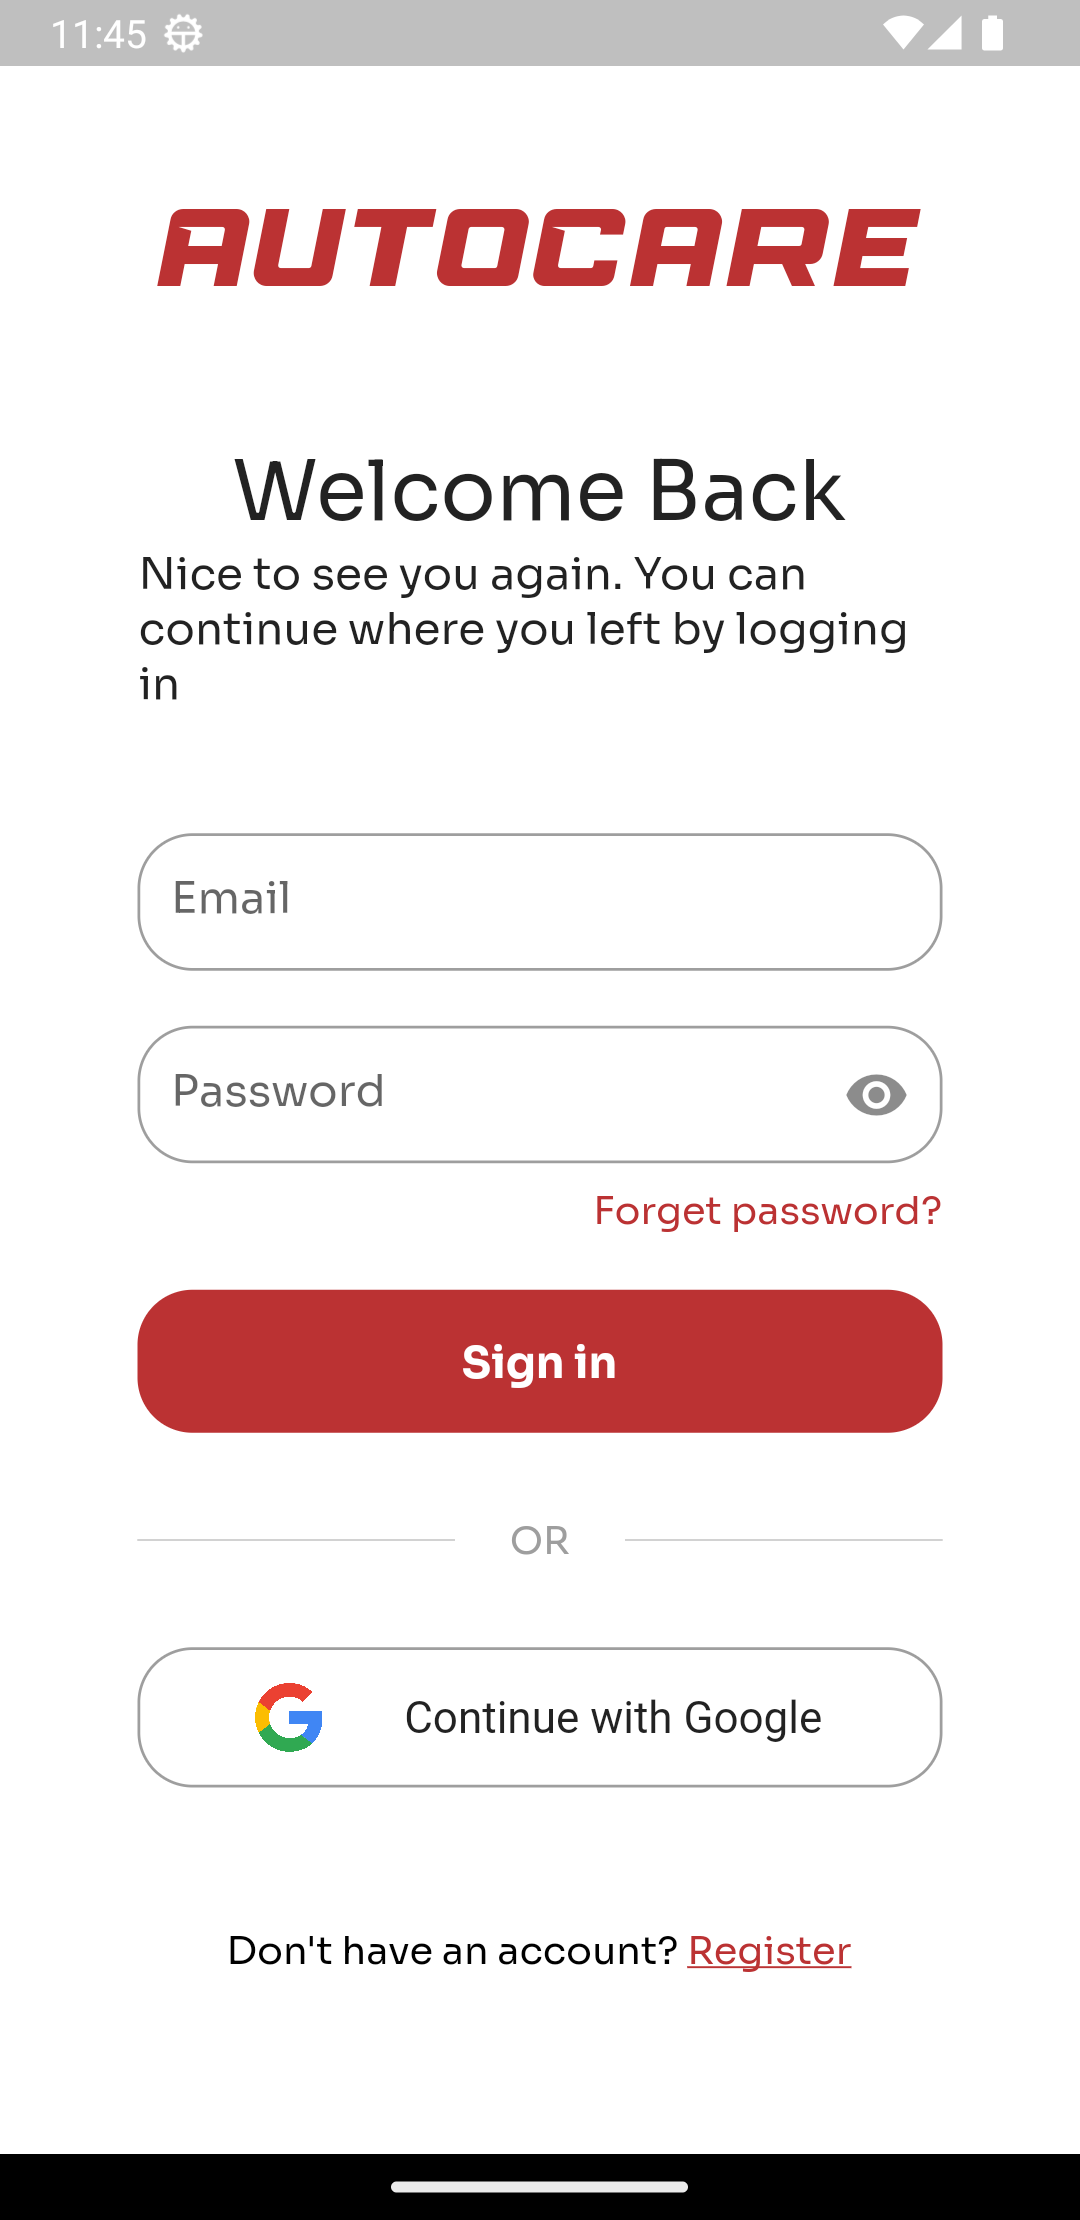 11:45
AUTOCARE
Welcome Back
Nice to see you again. You can
continue where you left by logging
in
Email
Password
Forget password?
Sign in
OR
Continue with Google
Don't have an account? Register